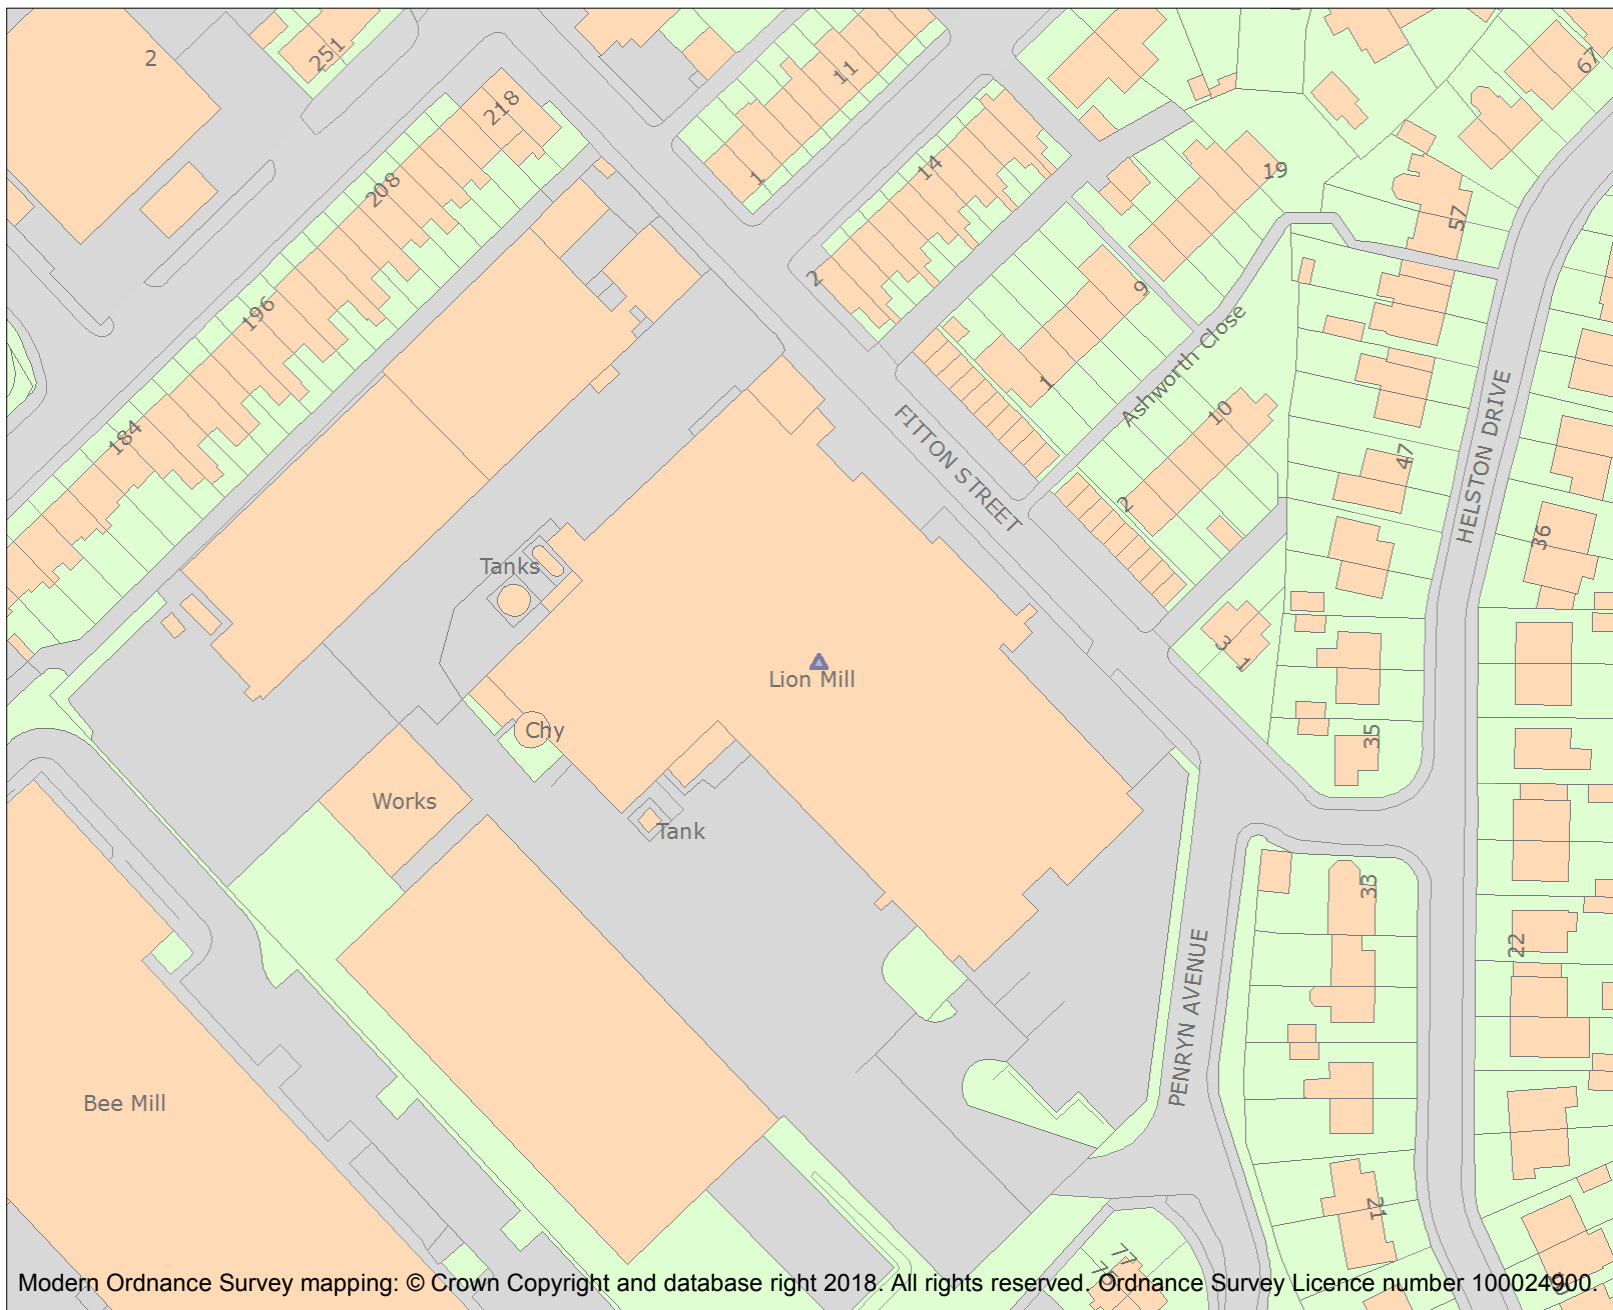 2
251
218
11
67
208
1
14
19
57
2
9
196
Ashworth Close
1
184
FITTON STREET
10
2
47
HELSTON DRIVE
36
Tanks
3
1
Lion Mill
Chy
35
Works
Tank
33
22
PENRYN AVENUE
Bee Mill
21
77
Modern Ordnance Survey mapping: © Crown Copyright and database right 2018. All rights reserved. Ordnance Survey Licence number 100024900.